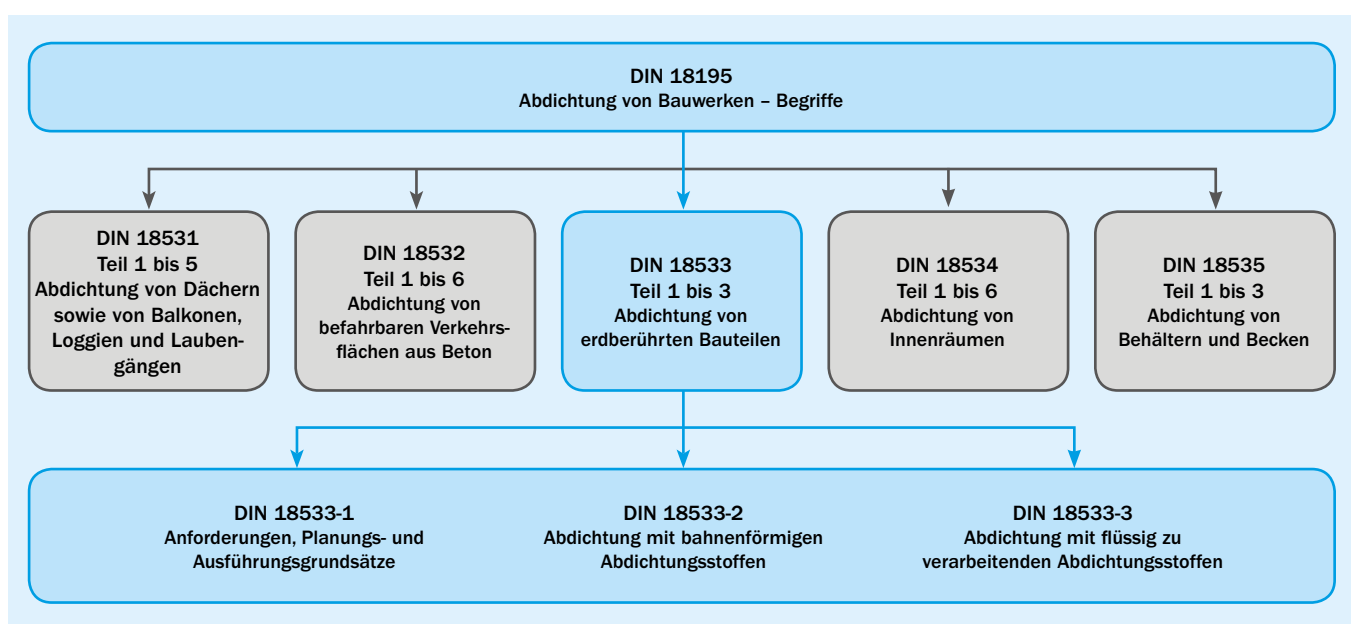 DIN 18195
Abdichtung von Bauwerken – Begriffe
DIN 18531
Teil 1 bis 5
Abdichtung von Dächern
sowie von Balkonen,
Loggien und Lauben-
gängen
DIN 18532
Teil 1 bis 6
Abdichtung von
befahrbaren Verkehrs-
flächen aus Beton
DIN 18533
Teil 1 bis 3
Abdichtung von
erdberührten Bauteilen
DIN 18534
Teil 1 bis 6
Abdichtung von
Innenräumen
DIN 18535
Teil 1 bis 3
Abdichtung von
Behältern und Becken
DIN 18533-1
Anforderungen, Planungs- und
Ausführungsgrundsätze
DIN 18533-2
Abdichtung mit bahnenförmigen
Abdichtungsstoffen
DIN 18533-3
Abdichtung mit flüssig zu
verarbeitenden Abdichtungsstoffen